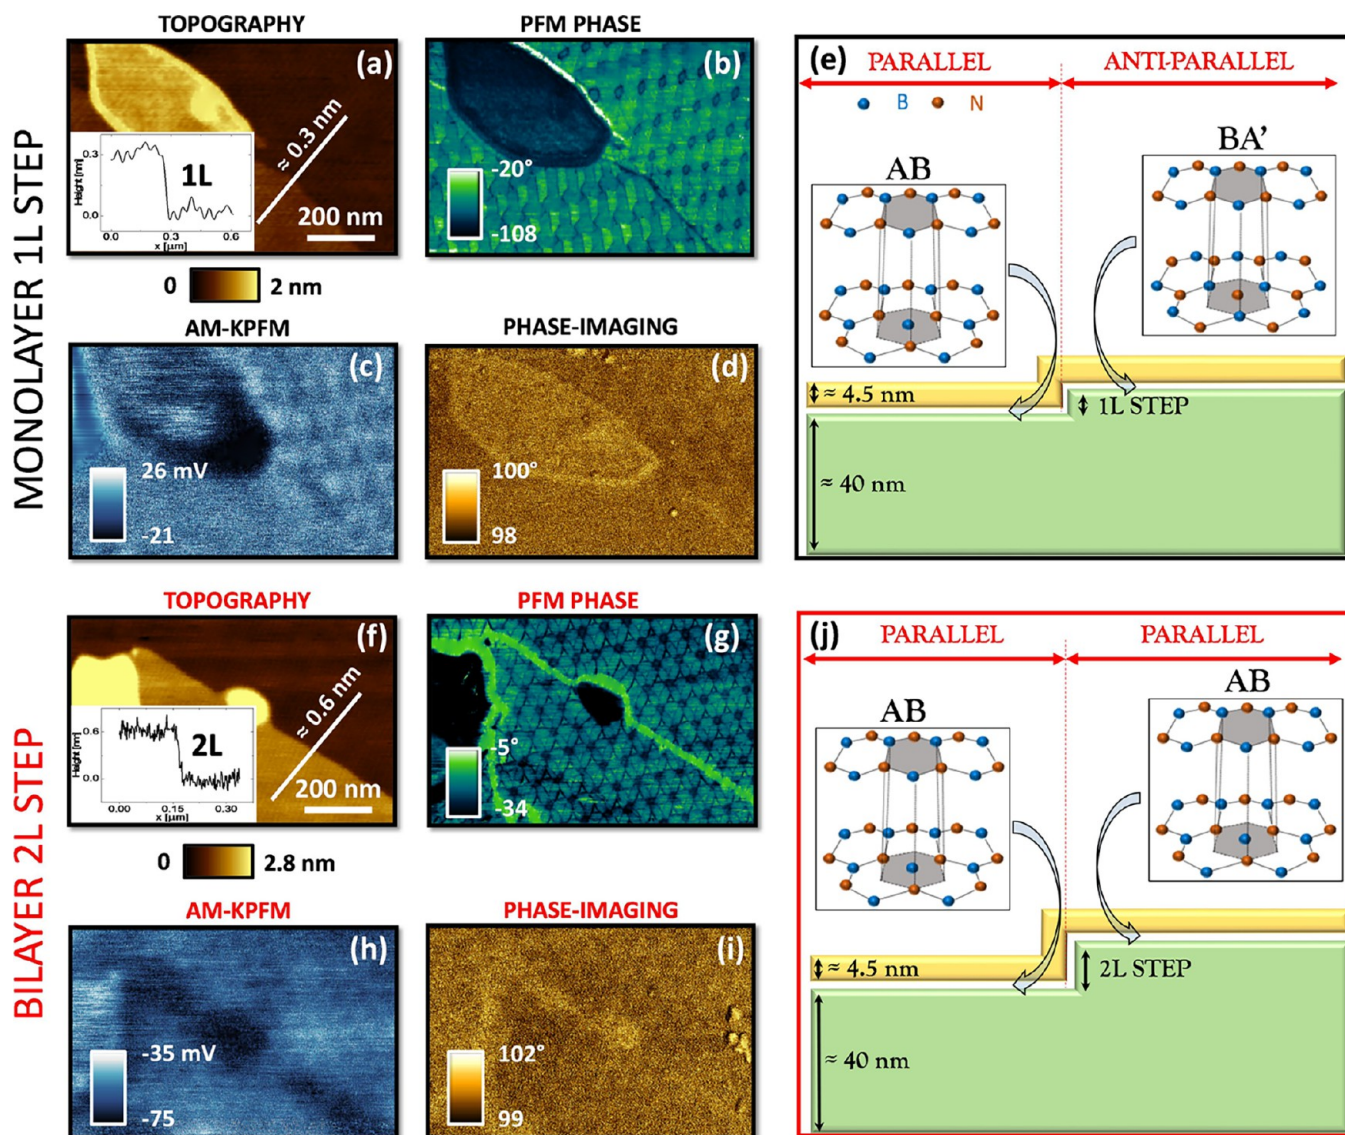 MONOLAYER 1L STEP
TOPOGRAPHY
(a)
≈ 0.3 nm
200 nm
1L
Height [nm]
0.3
0.0
0.0 0.2 0.4 0.6
x [μm]
0 2 nm
PFM PHASE
(b)
-20°
-108
AM-KPFM
(c)
26 mV
-21
PHASE-IMAGING
(d)
100°
98
(e)
PARALLEL
ANTI-PARALLEL
B N
AB
BA’
≈ 4.5 nm
1L STEP
≈ 40 nm
BILAYER 2L STEP
TOPOGRAPHY
(f)
≈ 0.6 nm
200 nm
2L
Height [nm]
0.6
0.0
0.00 0.15 0.30
x [μm]
0 2.8 nm
PFM PHASE
(g)
-5°
-34
AM-KPFM
(h)
-35 mV
-75
PHASE-IMAGING
(i)
102°
99
(j)
PARALLEL
PARALLEL
AB
AB
≈ 4.5 nm
2L STEP
≈ 40 nm